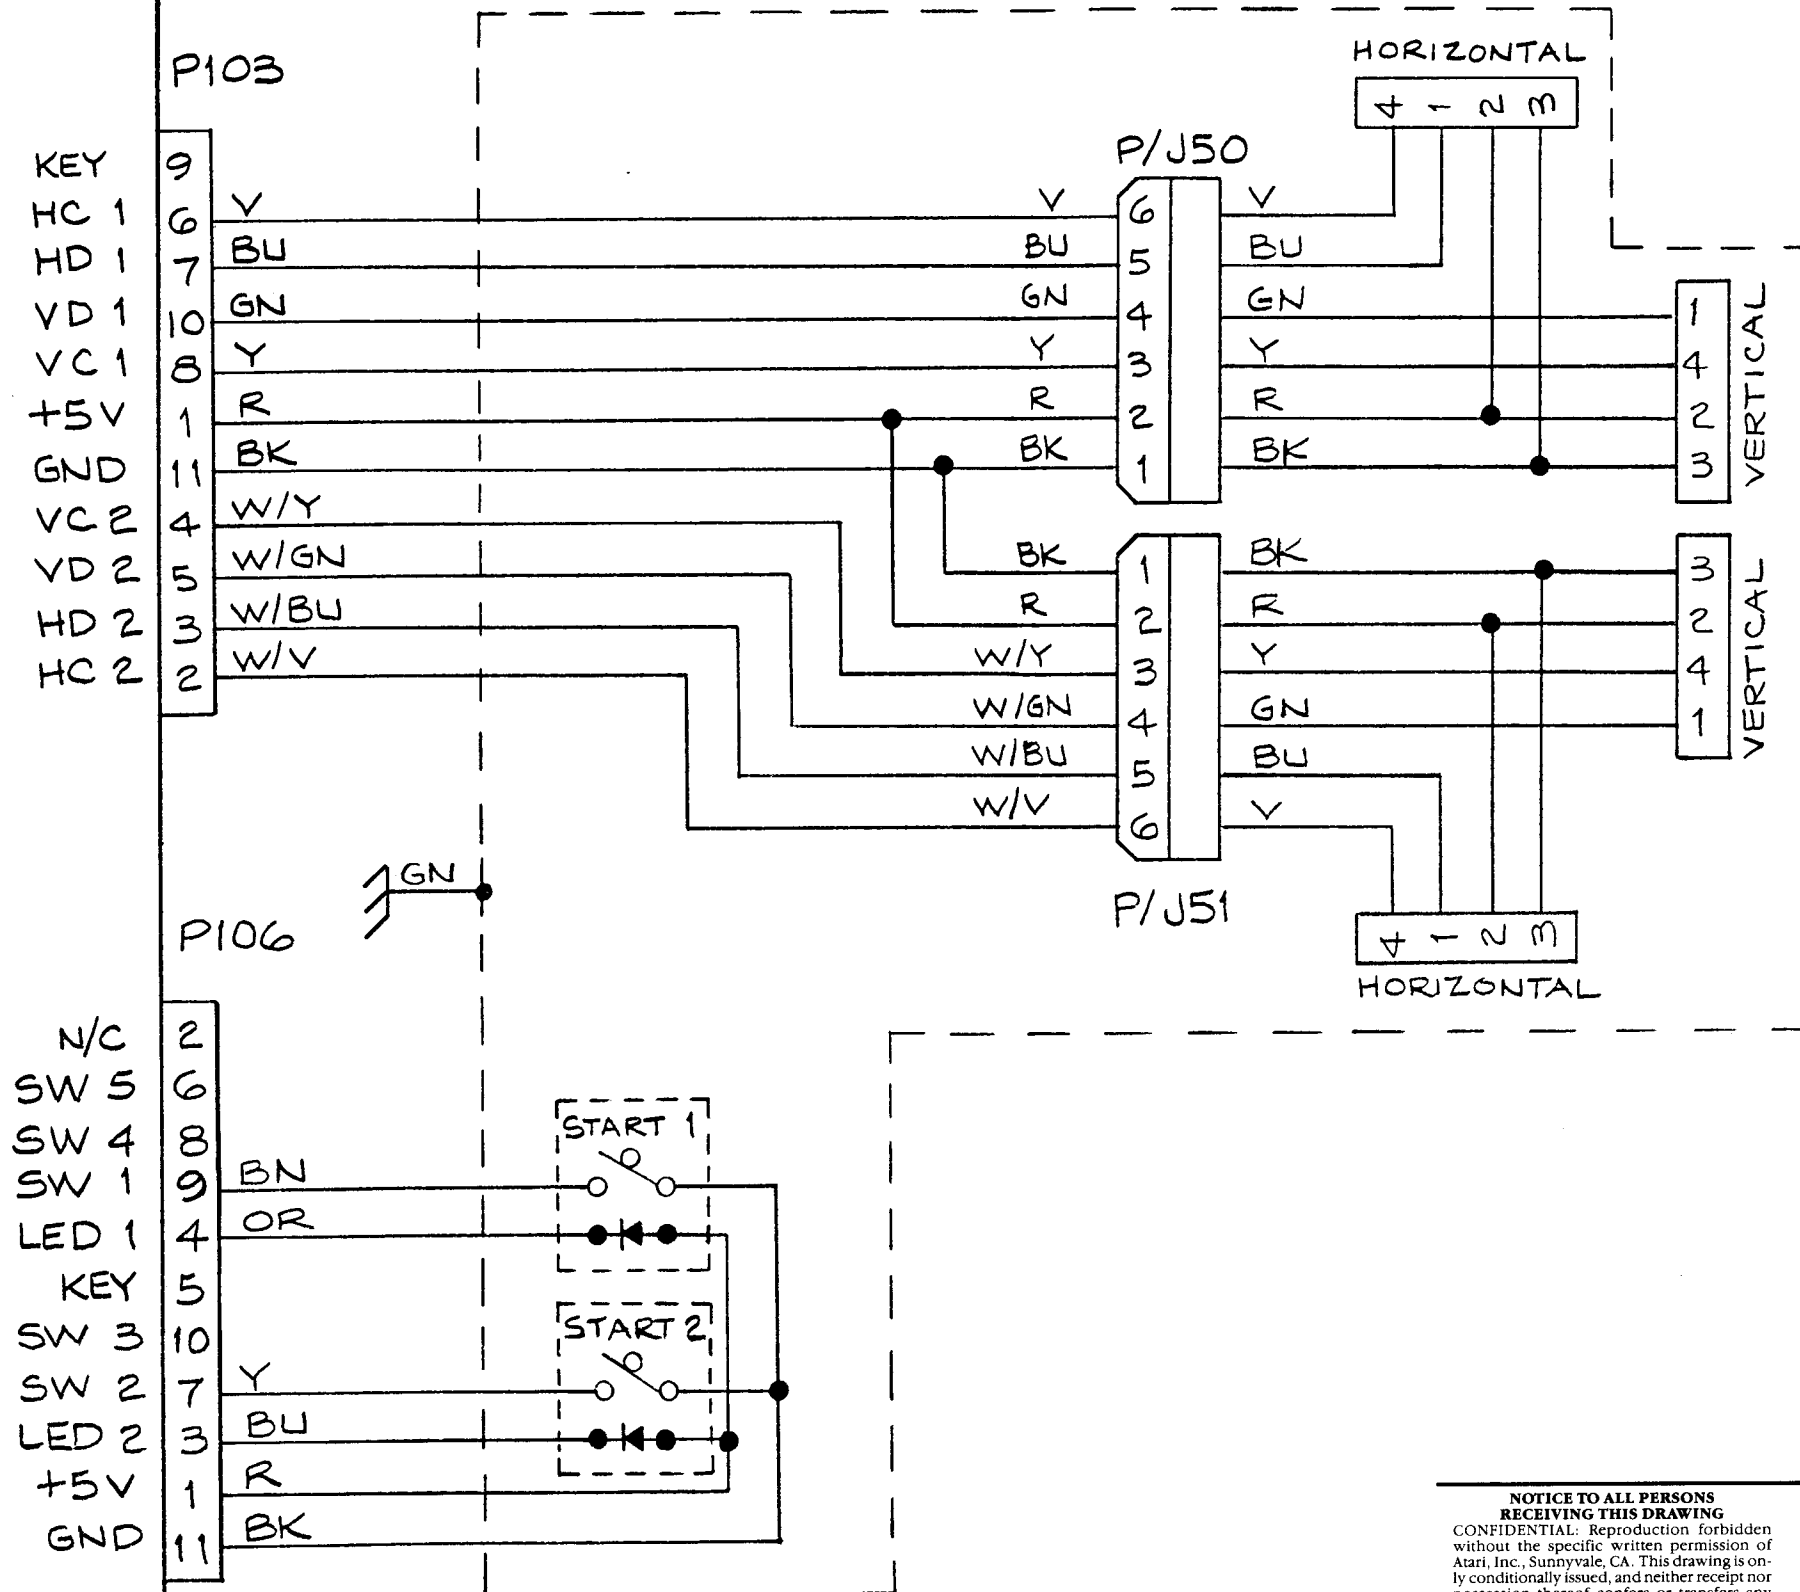 HORIZONTAL
4 1 2 3
P103
P/J50
KEY 9
HC 1 6 V V 6 V
HD 1 7 BU BU 5 BU
VD 1 10 GN GN 4 GN 1
VC 1 8 Y Y 3 Y 4
+5V 1 R R 2 R 2
GND 11 BK BK 1 BK 3
VERTICAL
VC 2 4 W/Y
VD 2 5 W/GN BK 1 BK 3
HD 2 3 W/BU R 2 R 2
HC 2 2 W/V W/Y 3 Y 4
W/GN 4 GN 1
VERTICAL
W/BU 5 BU
W/V 6 V
GN
P/J51
4 1 2 3
HORIZONTAL
P106
N/C 2
SW 5 6
SW 4 8
START 1
SW 1 9 BN
LED 1 4 OR
KEY 5
START 2
SW 3 10
SW 2 7 Y
LED 2 3 BU
+5V 1 R
GND 11 BK
NOTICE TO ALL PERSONS
RECEIVING THIS DRAWING
CONFIDENTIAL: Reproduction forbidden
without the specific written permission of
Atari, Inc., Sunnyvale, CA. This drawing is on-
ly conditionally issued, and neither receipt nor